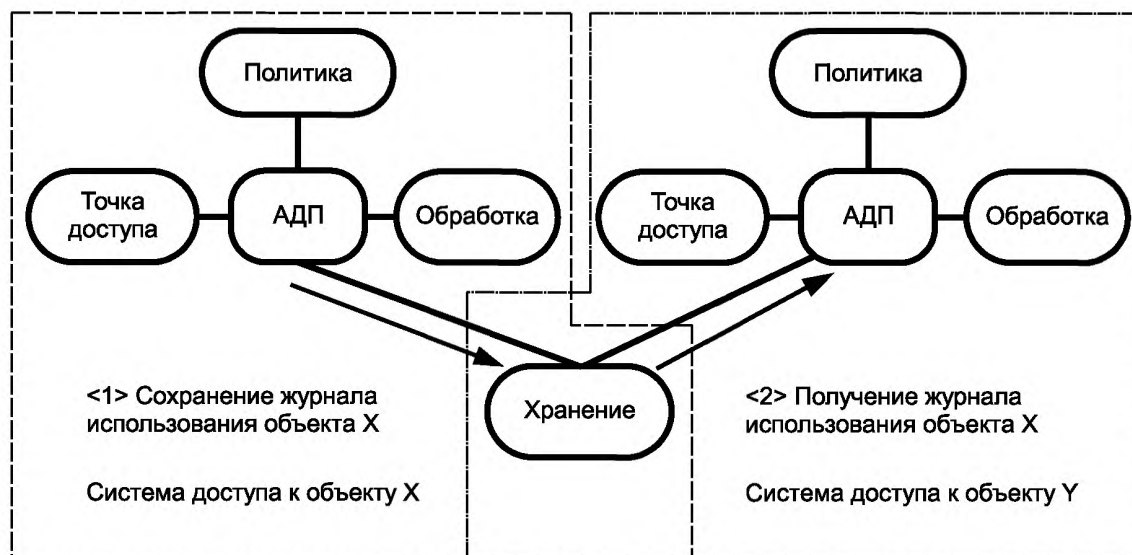 Политика
Точка
доступа
АДП
Обработка
<1> Сохранение журнала
использования объекта X
Система доступа к объекту X
Хранение
Политика
Точка
доступа
АДП
Обработка
<2> Получение журнала
использования объекта X
Система доступа к объекту Y